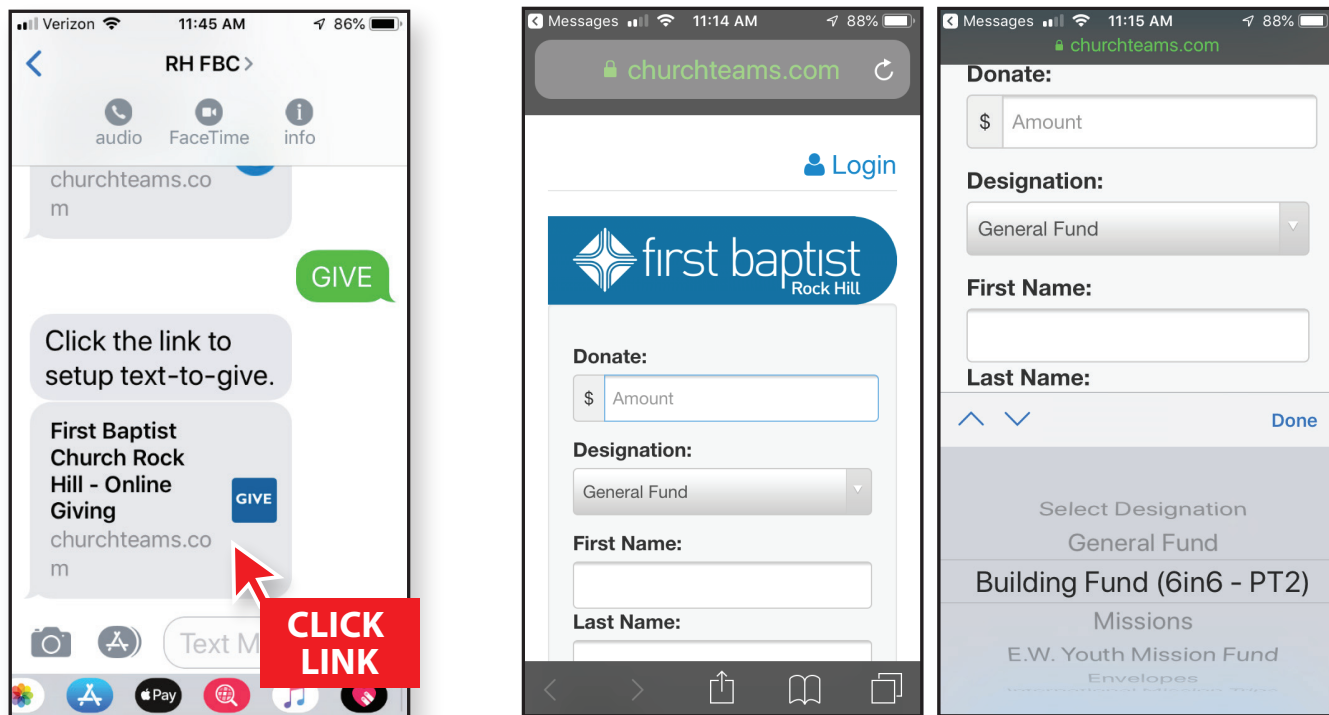 Verizon 11:45 AM 86%
RH FBC >
audio FaceTime info
churchteams.co
m
GIVE
Click the link to
setup text-to-give.
First Baptist
Church Rock
Hill - Online
Giving
GIVE
churchteams.co
m
CLICK
LINK
Text M
Pay
Messages 11:14 AM 88%
churchteams.com
Login
first baptist
Rock Hill
Donate:
$ Amount
Designation:
General Fund
First Name:
Last Name:
Messages 11:15 AM 88%
churchteams.com
Donate:
$ Amount
Designation:
General Fund
First Name:
Last Name:
Done
Select Designation
General Fund
Building Fund (6in6 - PT2)
Missions
E.W. Youth Mission Fund
Envelopes